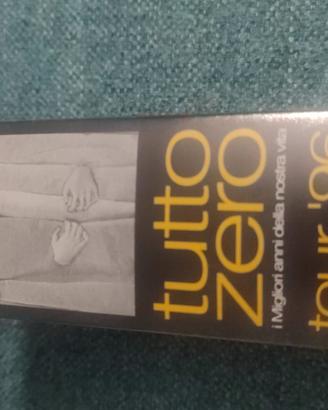 tutto
zero
i Migliori anni della nostra vita
tour '96